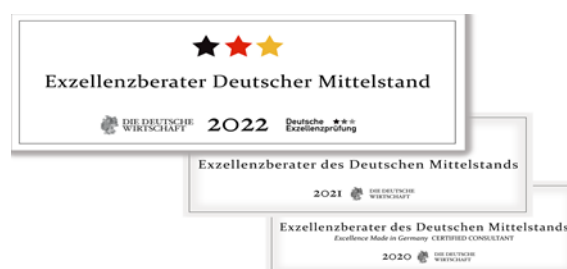 Exzellenzberater Deutscher Mittelstand
DIE DEUTSCHE
WIRTSCHAFT
2022
Deutsche
Exzellenzprüfung
Exzellenzberater des Deutschen Mittelstands
2021
DIE DEUTSCHE
WIRTSCHAFT
Exzellenzberater des Deutschen Mittelstands
Excellence Made in Germany CERTIFIED CONSULTANT
2020
DIE DEUTSCHE
WIRTSCHAFT